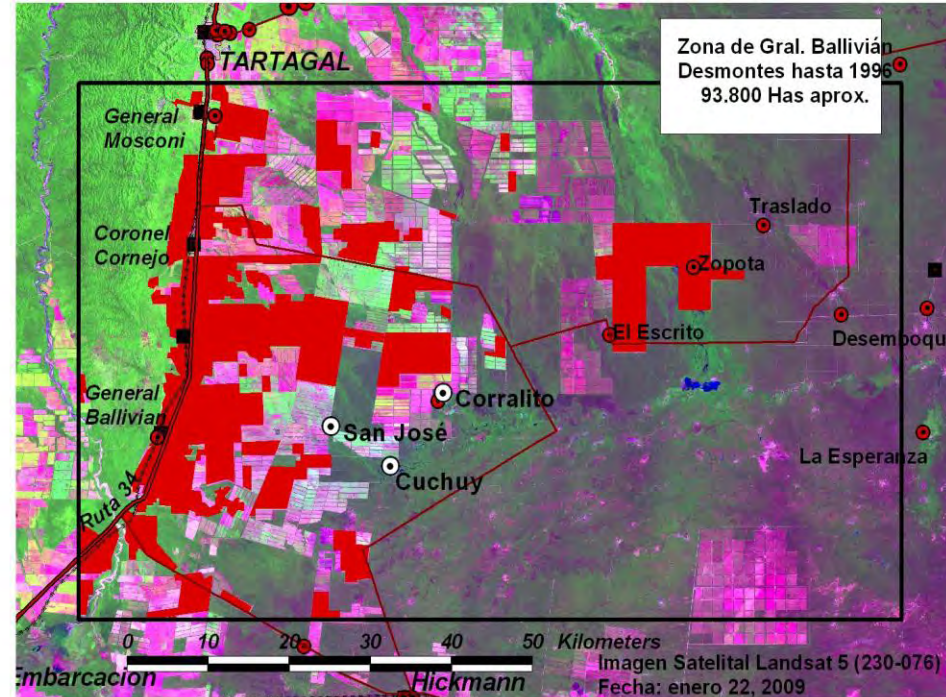 Zona de Gral. Ballivián
Desmontes hasta 1996
93.800 Has aprox.
TARTAGAL
General
Mosconi
Coronel
Cornejo
Traslado
Zopota
El Escrito
Desemboqu
General
Ballivian
Corralito
San José
Cuchuy
La Esperanza
Ruta 34
0 10 20 30 40 50 Kilometers
Embarcacion
Hickmann
Imagen Satelital Landsat 5 (230-076)
Fecha: enero 22, 2009